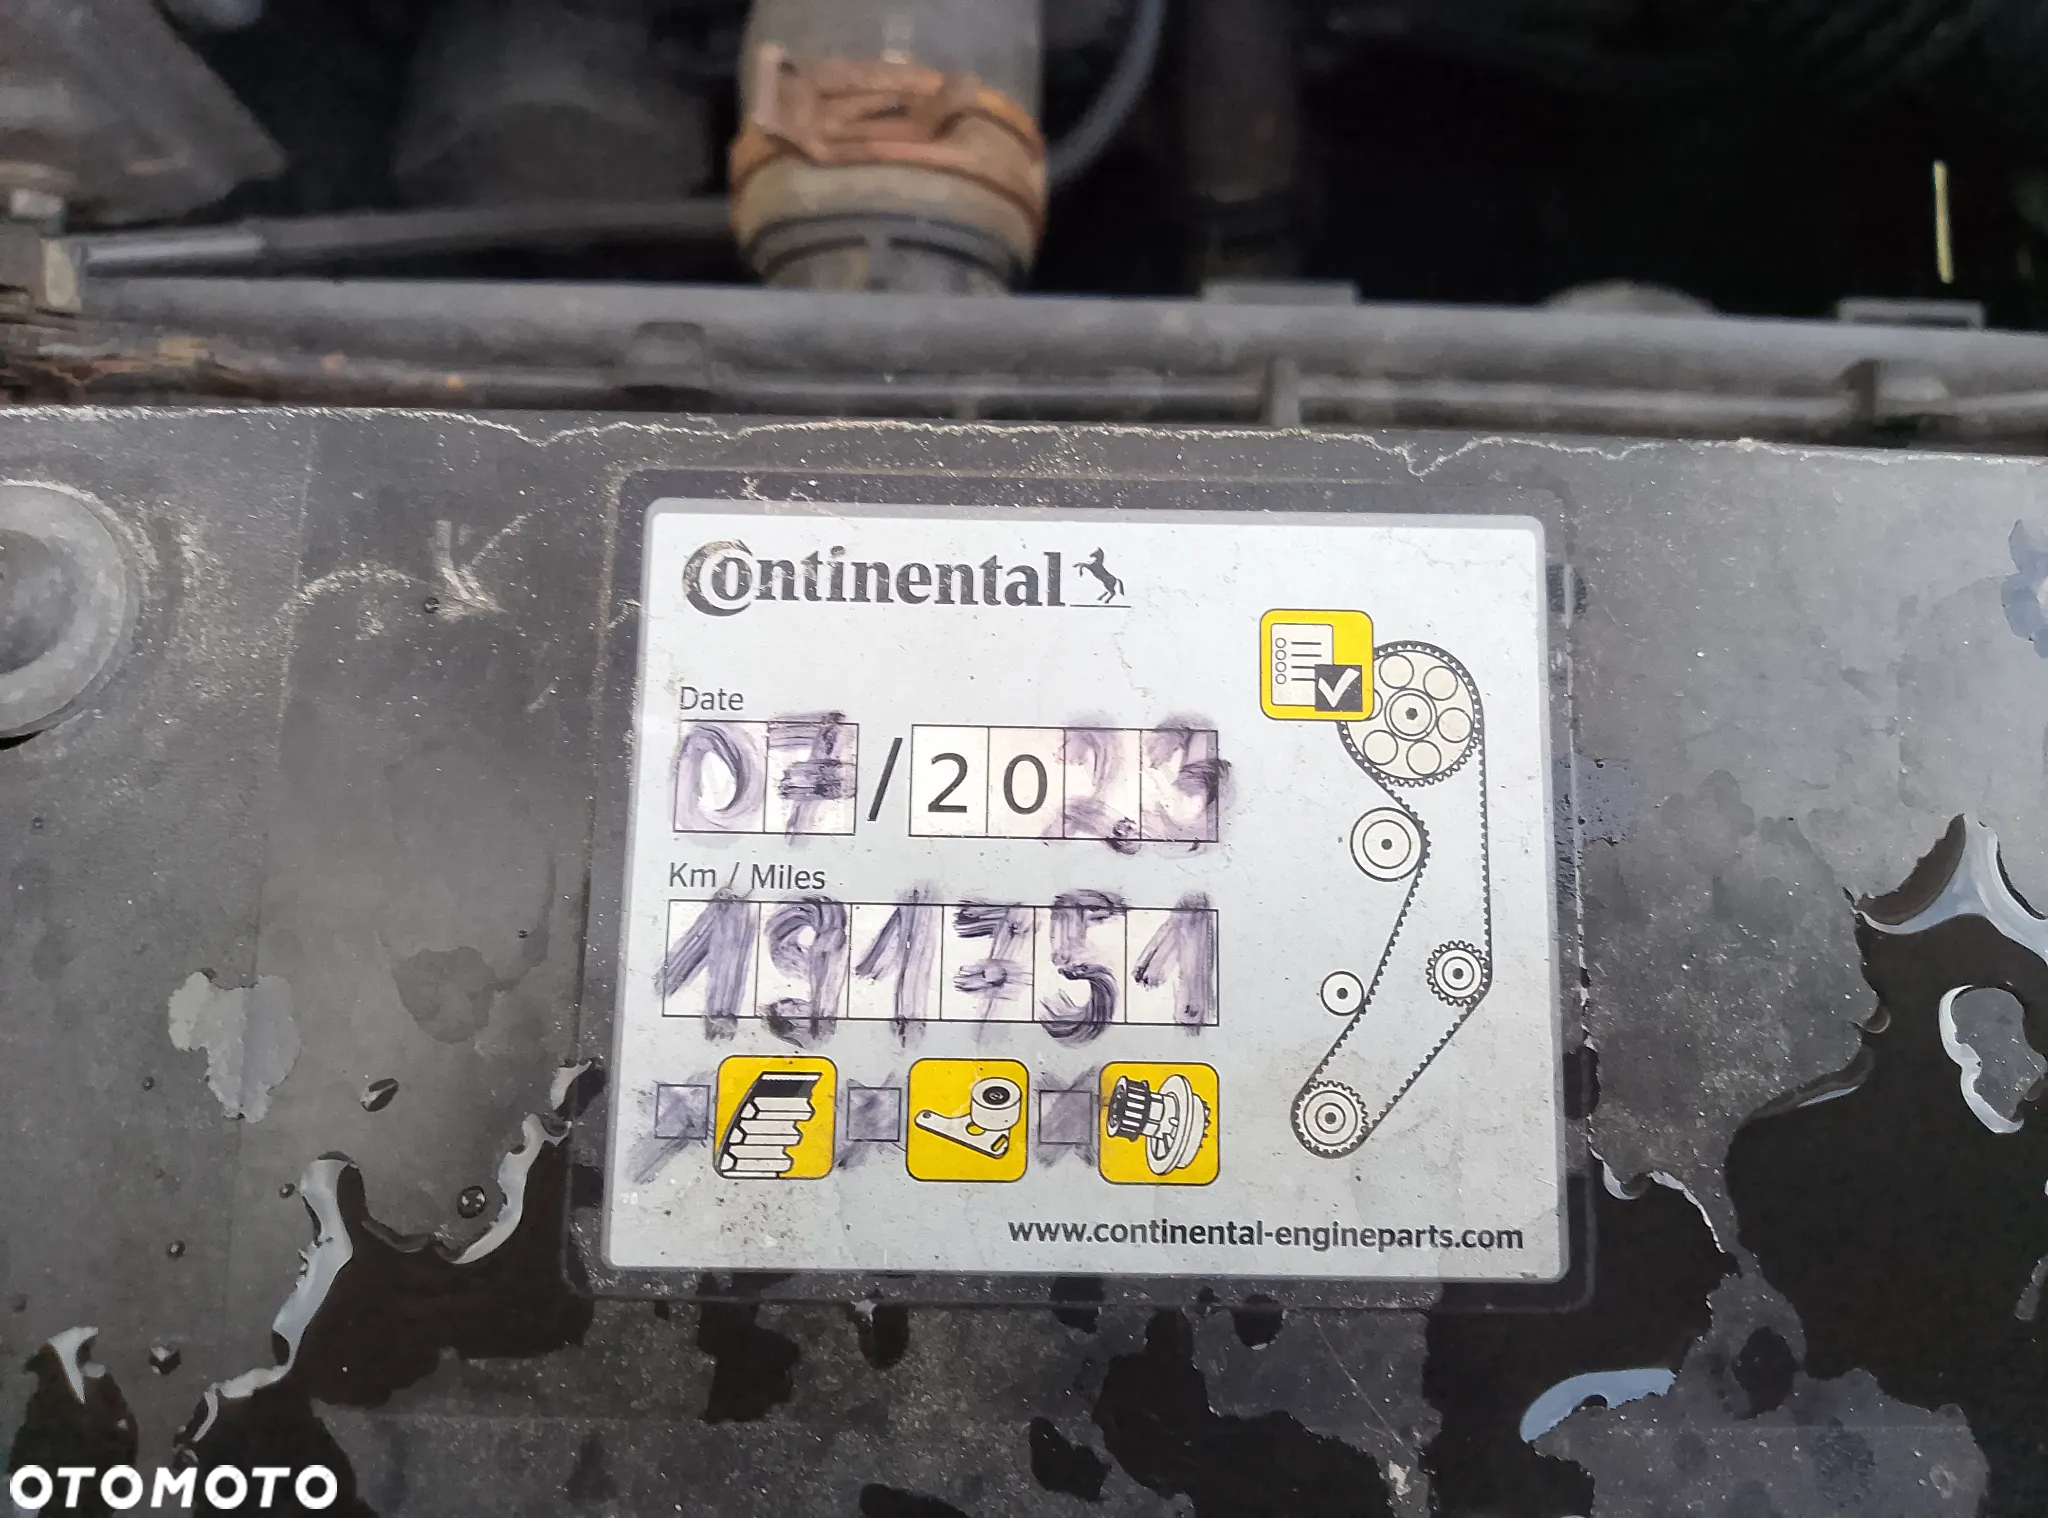 Continental
Date
07/2023
Km / Miles
191751
www.continental-engineparts.com
OTOMOTO